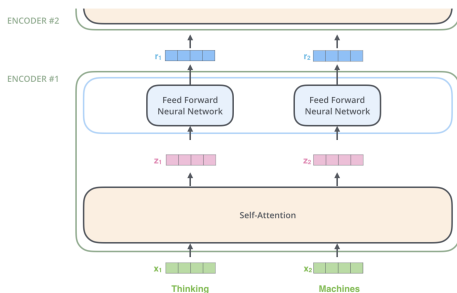 ENCODER #2
r₁
r₂
ENCODER #1
Feed Forward
Neural Network
Feed Forward
Neural Network
z₁
z₂
Self-Attention
x₁
x₂
Thinking
Machines